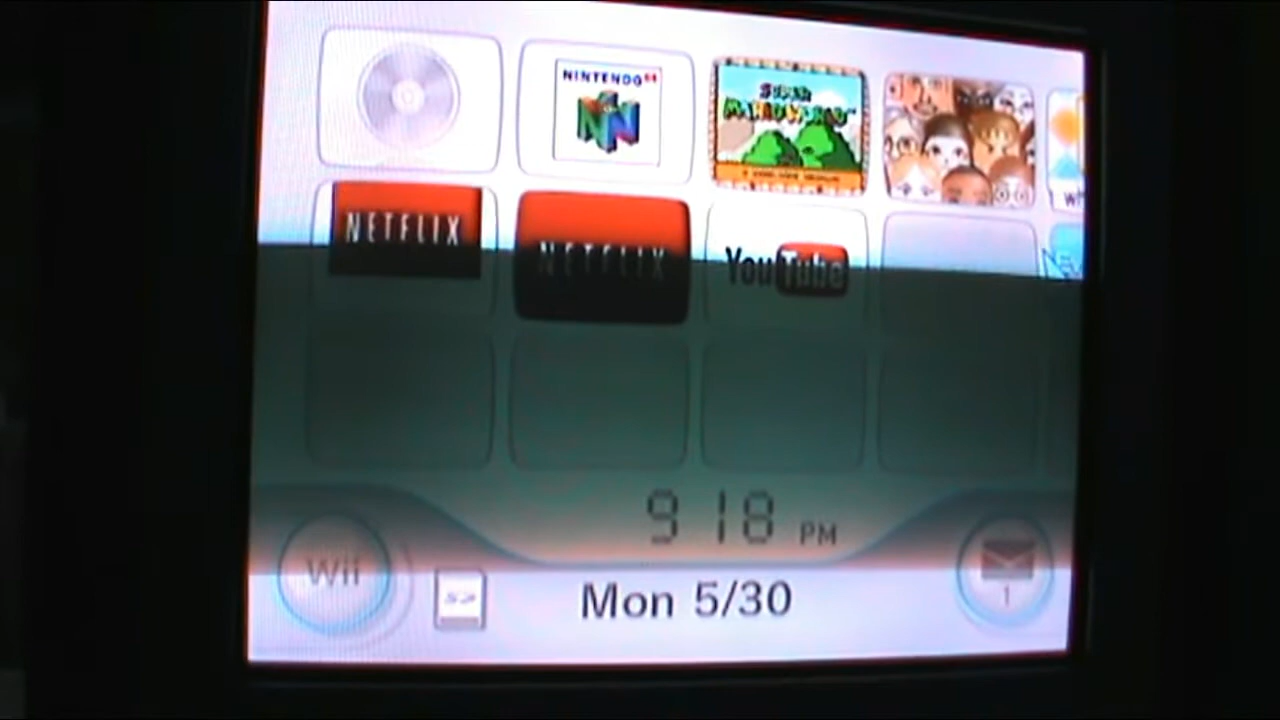 NINTENDO 64
SUPER
MARIO WORLD
NETFLIX
NETFLIX
YouTube
9 18 PM
Wii
Mon 5/30
1